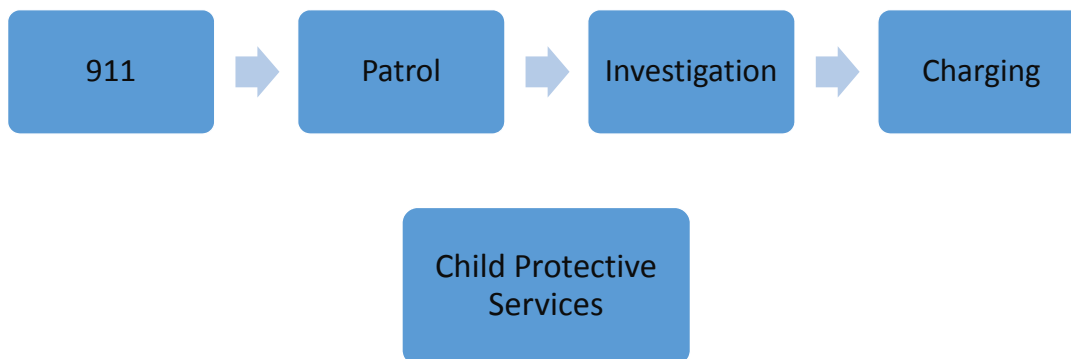 911
Patrol
Investigation
Charging
Child Protective
Services